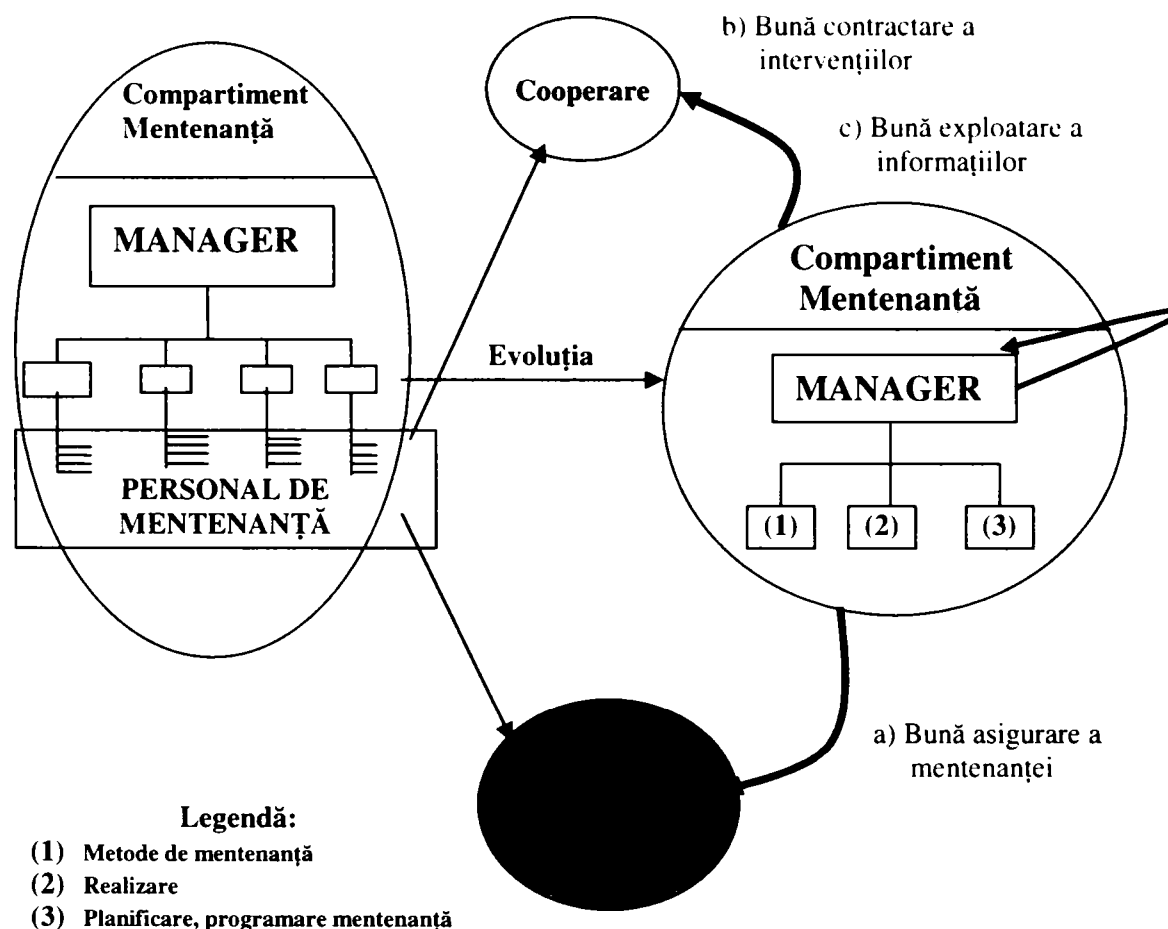 Compartiment
Mentenanță
MANAGER
PERSONAL DE
MENTENANȚĂ
Cooperare
b) Bună contractare a
intervențiilor
c) Bună exploatare a
informațiilor
Evoluția
Compartiment
Mentenanță
MANAGER
(1) (2) (3)
a) Bună asigurare a
mentenanței
Legendă:
(1) Metode de mentenanță
(2) Realizare
(3) Planificare, programare mentenanță